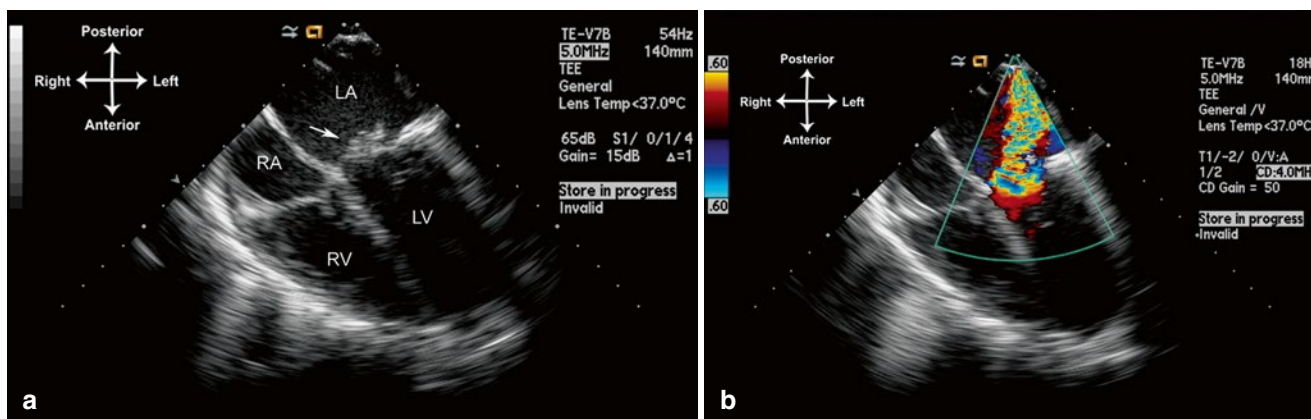 Posterior
Right
Left
Anterior
LA
RA
LV
RV
TE-V7B 54Hz
5.0MHz 140mm
TEE
General
Lens Temp<37.0°C
65dB S1/ 0/1/4
Gain= 15dB Δ=1
Store in progress
Invalid
a
.60
.60
Posterior
Right
Left
Anterior
TE-V7B 18H
5.0MHz 140m
TEE
General /V
Lens Temp<37.0°C
T1/-2/ 0/V:A
1/2 CD:4.0MH
CD Gain = 50
Store in progress
Invalid
b